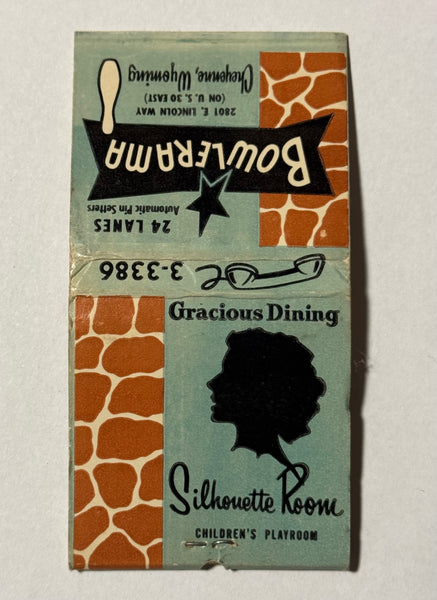 Gracious Dining
Silhouette Room
CHILDREN'S PLAYROOM
3-3386
24 LANES
Automatic Pin Setters
BOWLERAMA
2801 E. LINCOLN WAY
(ON U. S. 30 EAST)
Cheyenne, Wyoming